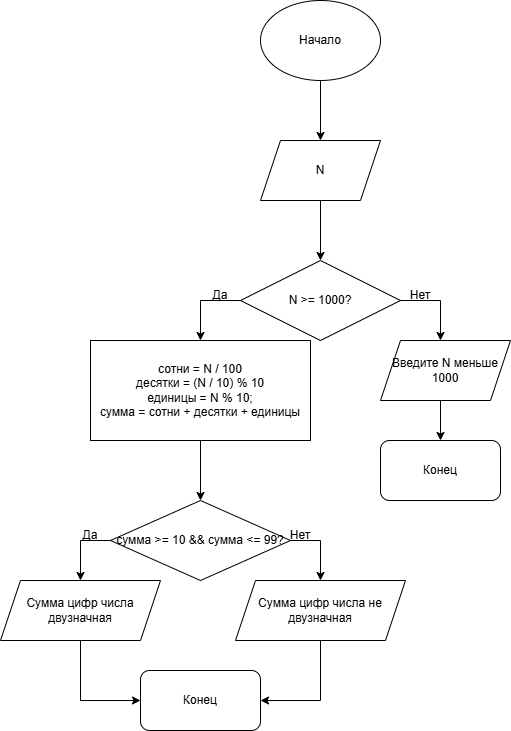 Начало
N
N >= 1000?
Да
Нет
сотни = N / 100
десятки = (N / 10) % 10
единицы = N % 10;
сумма = сотни + десятки + единицы
Введите N меньше
1000
Конец
сумма >= 10 && сумма <= 99?
Да
Нет
Сумма цифр числа
двузначная
Сумма цифр числа не
двузначная
Конец